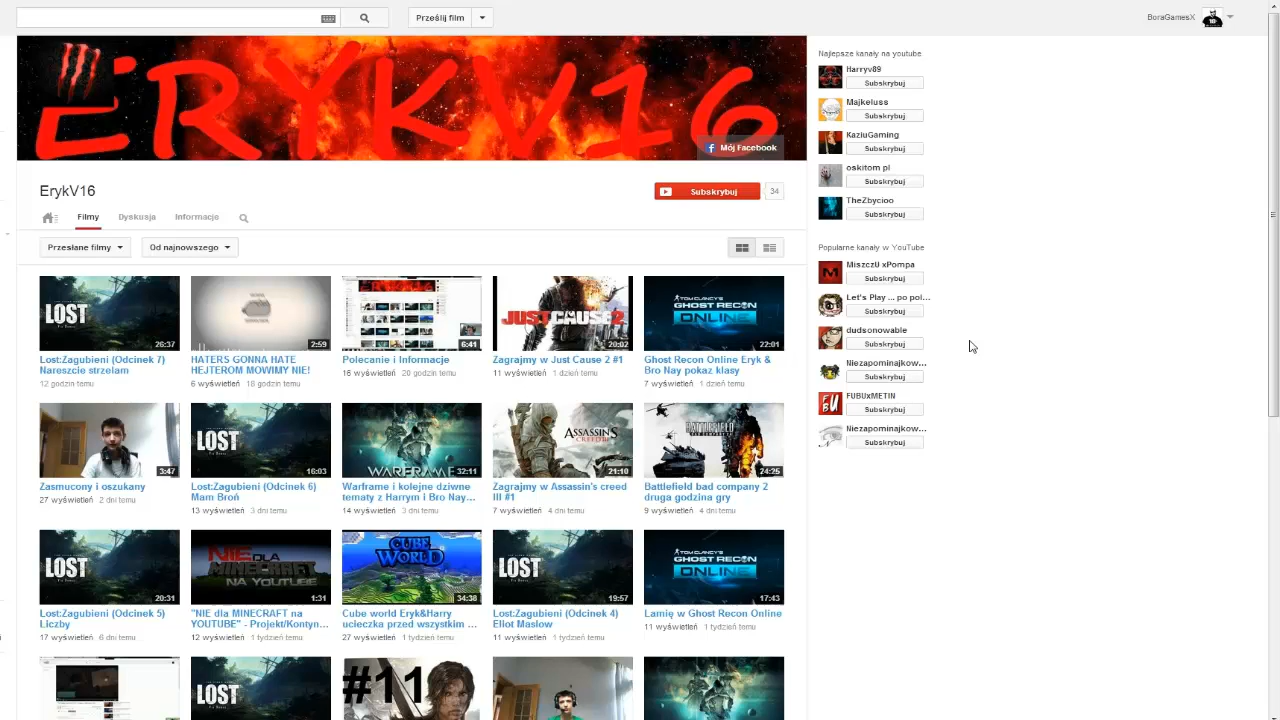 Prześlij film
BoraGamesX
ERYKV16
Mój Facebook
ErykV16
Subskrybuj
34
Filmy
Dyskusja
Informacje
Przesłane filmy
Od najnowszego
LOST
26:37
2:59
6:41
JUST CAUSE 2
20:02
TOM CLANCY'S
GHOST RECON
ONLINE
22:01
Lost:Zagubieni (Odcinek 7)
Nareszcie strzelam
12 godzin temu
HATERS GONNA HATE
HEJTEROM MOWIMY NIE!
6 wyświetleń 18 godzin temu
Polecanie i Informacje
16 wyświetleń 20 godzin temu
Zagrajmy w Just Cause 2 #1
11 wyświetleń 1 dzień temu
Ghost Recon Online Eryk &
Bro Nay pokaz klasy
7 wyświetleń 1 dzień temu
3:47
LOST
16:03
WARFRAME
32:11
ASSASSIN'S
CREED III
21:10
BATTLEFIELD
24:25
Zasmucony i oszukany
27 wyświetleń 2 dni temu
Lost:Zagubieni (Odcinek 6)
Mam Broń
13 wyświetleń 3 dni temu
Warframe i kolejne dziwne
tematy z Harrym i Bro Nay...
14 wyświetleń 3 dni temu
Zagrajmy w Assasin's creed
III #1
7 wyświetleń 4 dni temu
Battlefield bad company 2
druga godzina gry
9 wyświetleń 4 dni temu
LOST
20:31
NIE DLA
MINECRAFT
NA YOUTUBE
1:31
CUBE
WORLD
34:38
LOST
19:57
TOM CLANCY'S
GHOST RECON
ONLINE
17:43
Lost:Zagubieni (Odcinek 5)
Liczby
17 wyświetleń 6 dni temu
"NIE dla MINECRAFT na
YOUTUBE" - Projekt/Kontyn...
12 wyświetleń 1 tydzień temu
Cube world Eryk&Harry
ucieczka przed wszystkim ...
27 wyświetleń 1 tydzień temu
Lost:Zagubieni (Odcinek 4)
Eliot Maslow
11 wyświetleń 1 tydzień temu
Lamię w Ghost Recon Online
11 wyświetleń 1 tydzień temu
LOST
#11
Najlepsze kanały na youtube
Harryv89
Subskrybuj
Majkeluss
Subskrybuj
KaziuGaming
Subskrybuj
oskitom pl
Subskrybuj
TheZbycioo
Subskrybuj
Popularne kanały w YouTube
MiszczU xPompa
M
Subskrybuj
Let's Play ... po pol...
Subskrybuj
dudsonowable
Subskrybuj
Niezapominajkow...
Subskrybuj
FUBUxMETIN
FU
BU
Subskrybuj
Niezapominajkow...
Subskrybuj